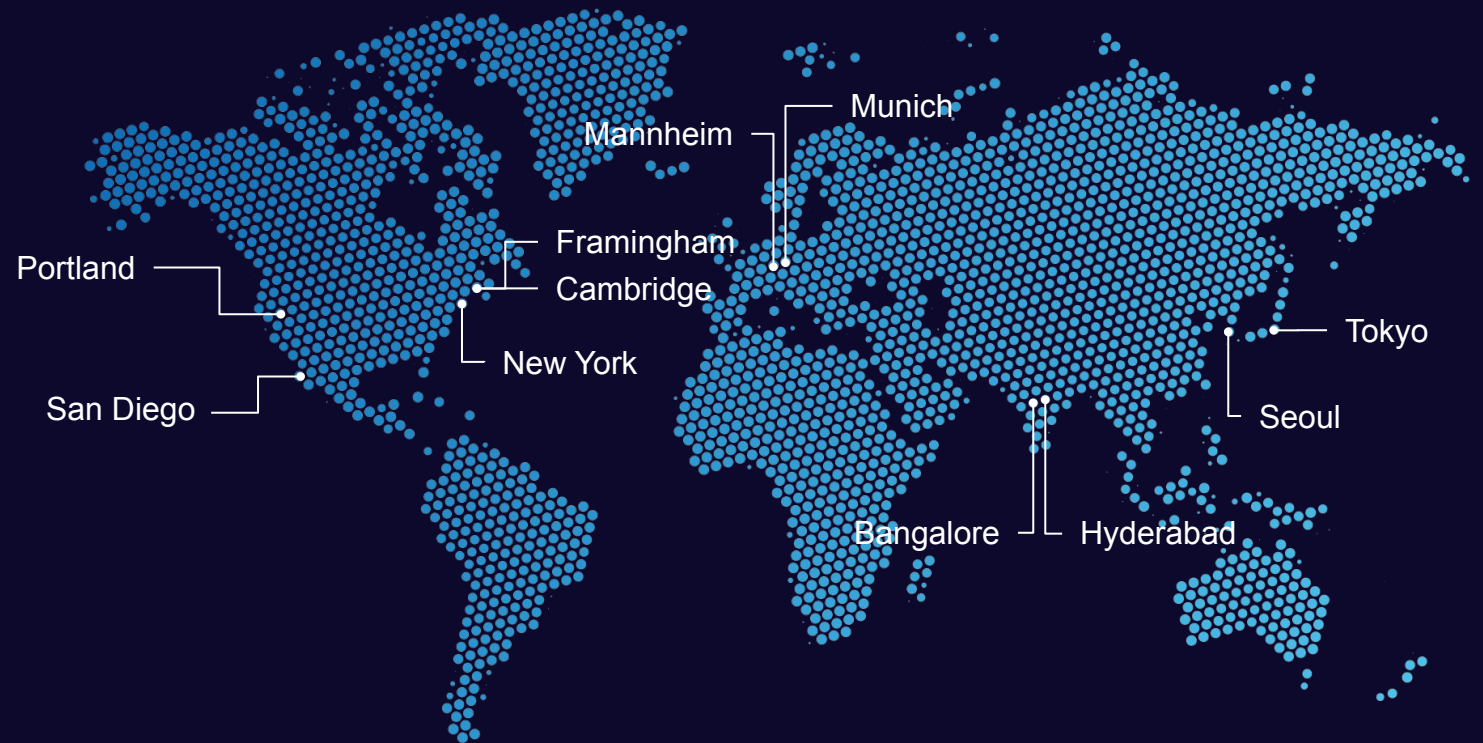 Munich
Mannheim
Framingham
Portland
Cambridge
Tokyo
New York
San Diego
Seoul
Bangalore
Hyderabad